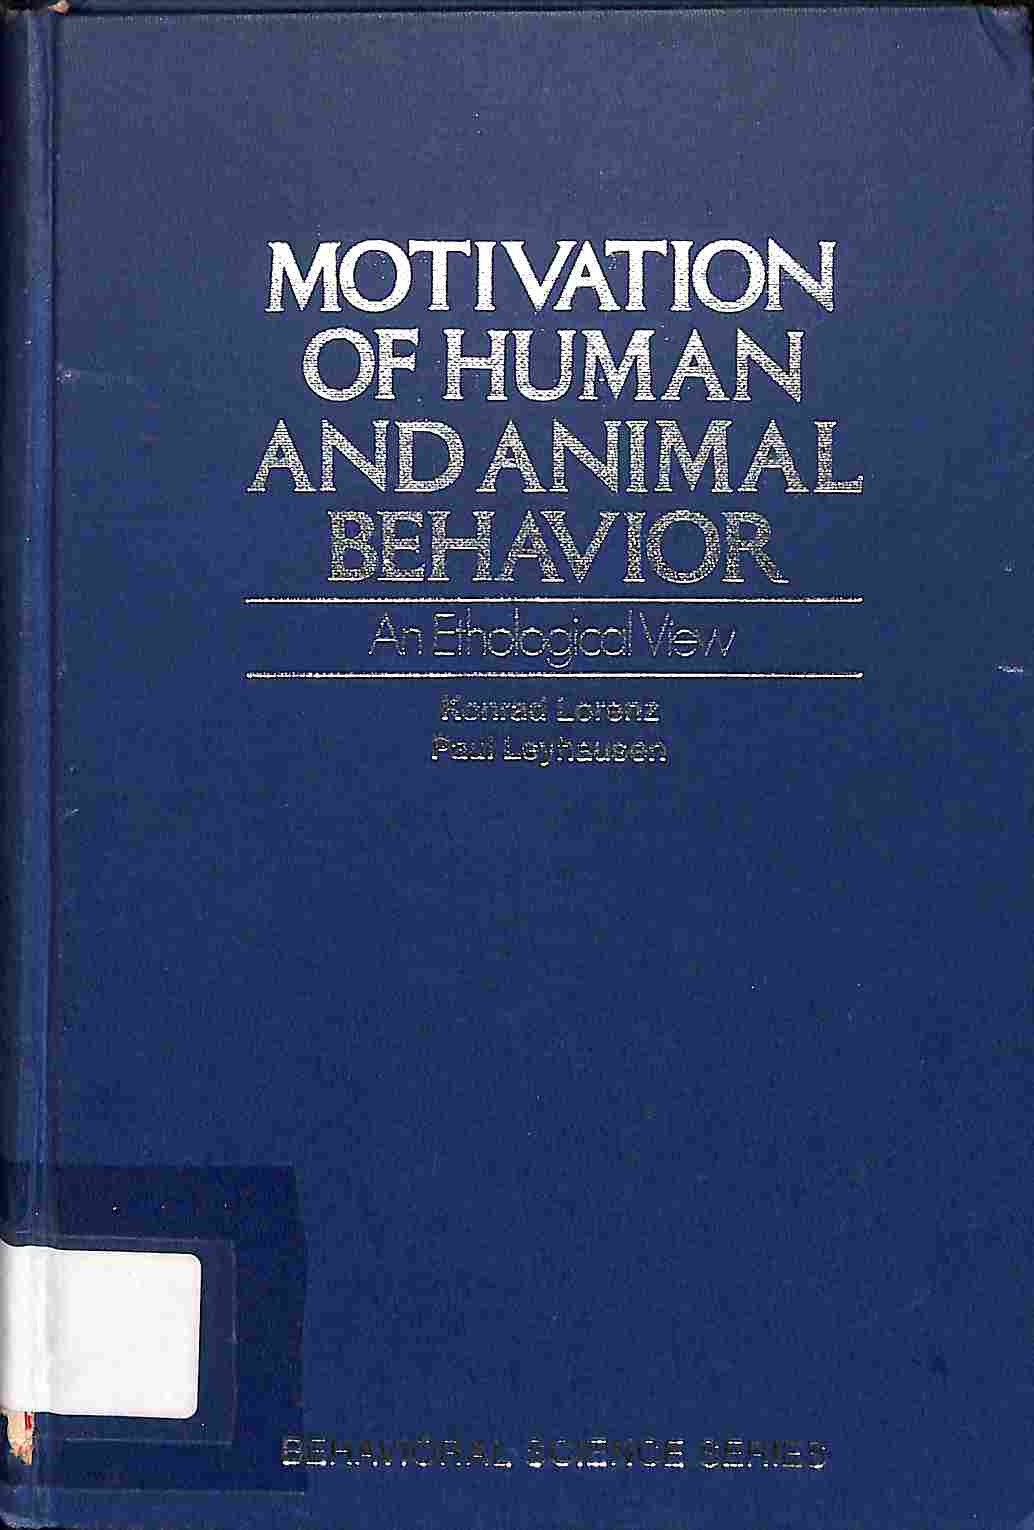 MOTIVATION
OF HUMAN
AND ANIMAL
BEHAVIOR
An Ethological View
Konrad Lorenz
Paul Leyhausen
BEHAVIORAL SCIENCE SERIES